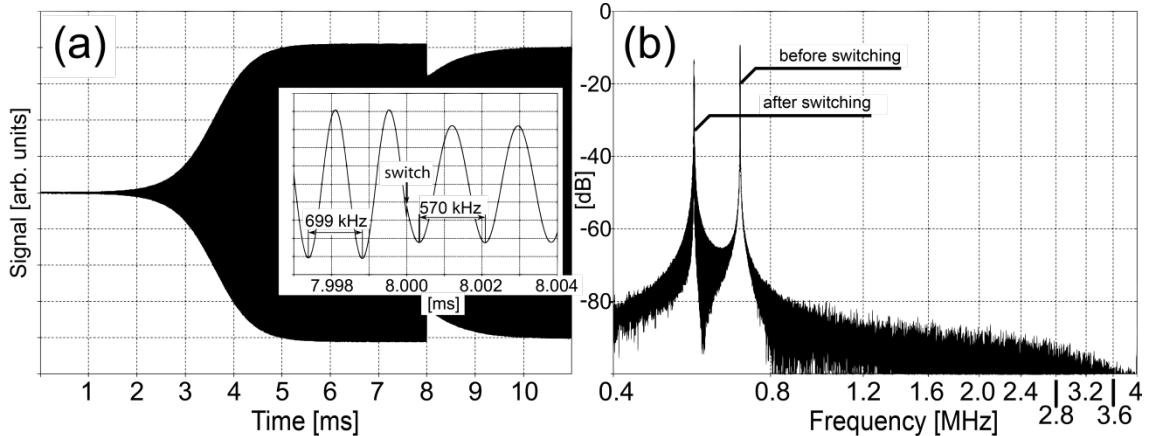 (a)
Signal [arb. units]
switch
699 kHz
570 kHz
7.998 8.000 8.002 8.004
[ms]
1 2 3 4 5 6 7 8 9 10
Time [ms]
(b)
before switching
after switching
0
-20
-40
-60
-80
[dB]
0.4 0.8 1.2 1.6 2.0 2.4 2.8 3.2 3.6 4
Frequency [MHz]